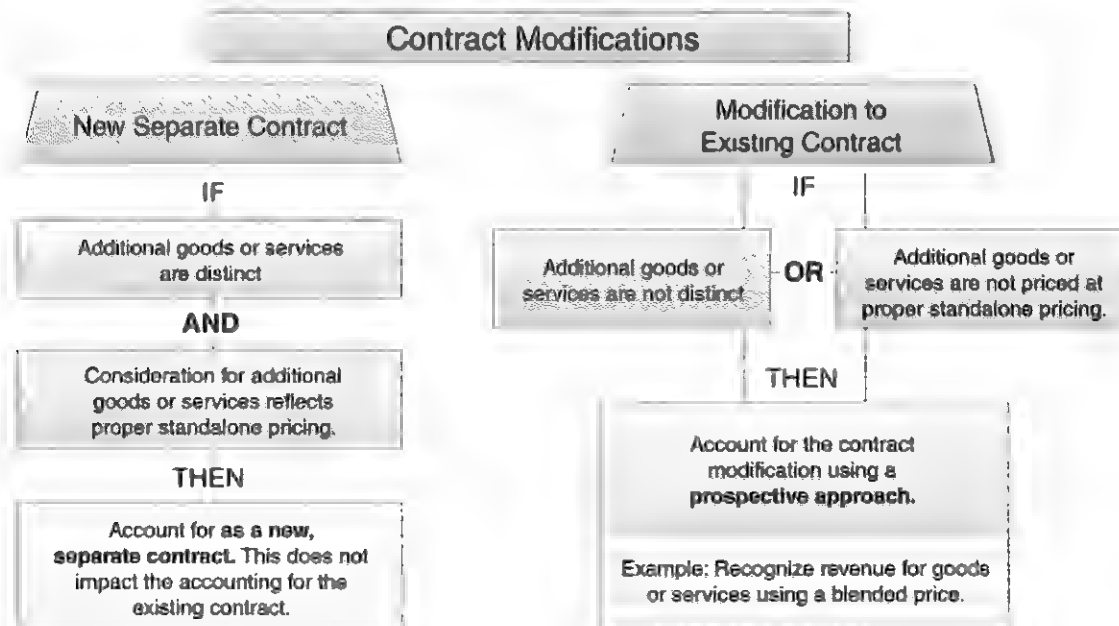 Contract Modifications
New Separate Contract
IF
Additional goods or services
are distinct
AND
Consideration for additional
goods or services reflects
proper standalone pricing.
THEN
Account for as a new,
separate contract. This does not
impact the accounting for the
existing contract.
Modification to
Existing Contract
IF
Additional goods or
services are not distinct
OR
Additional goods or
services are not priced at
proper standalone pricing.
THEN
Account for the contract
modification using a
prospective approach.
Example: Recognize revenue for goods
or services using a blended price.